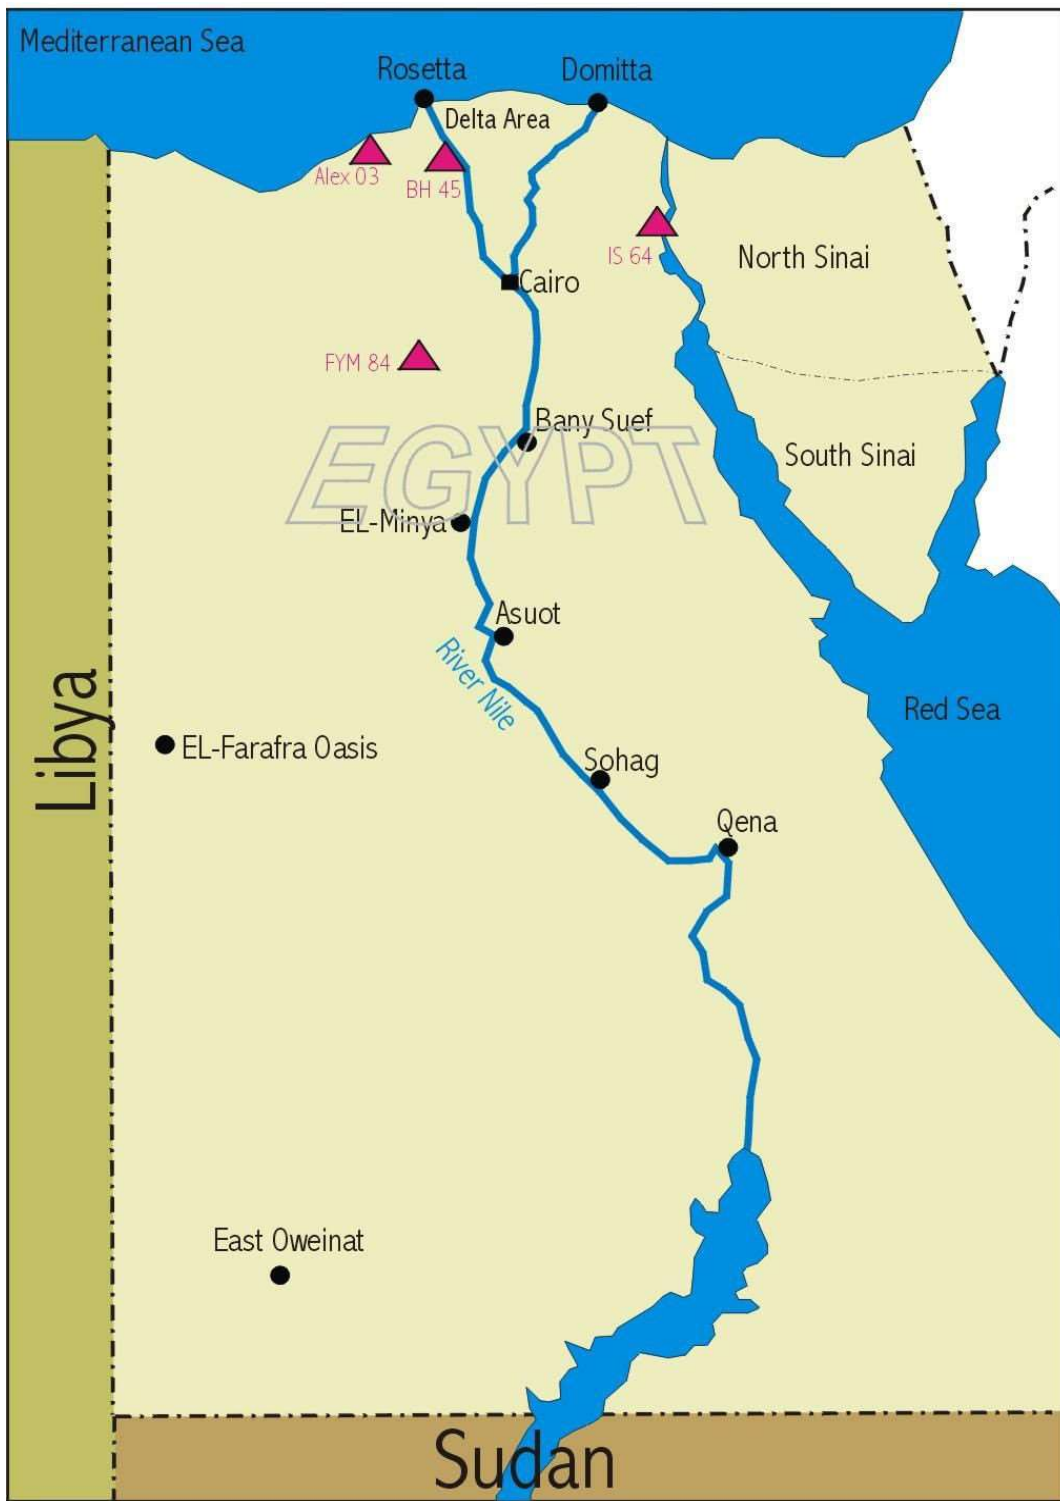 Mediterranean Sea
Rosetta
Domitta
Delta Area
Alex 03
BH 45
IS 64
North Sinai
Cairo
FYM 84
Bany Suef
EGYPT
South Sinai
EL-Minya
Asuot
River Nile
Libya
Red Sea
EL-Farafra Oasis
Sohag
Qena
East Oweinat
Sudan